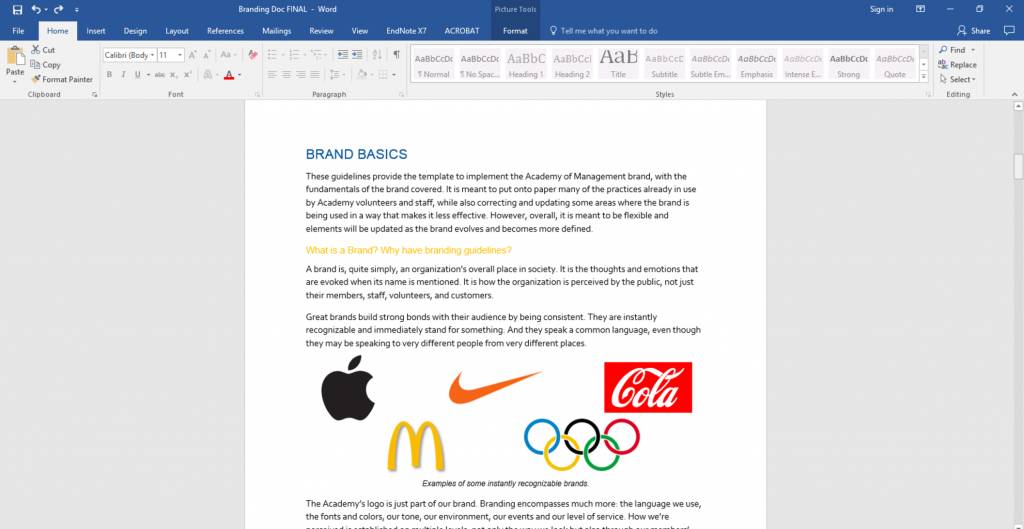 Branding Doc FINAL - Word
Picture Tools
Sign in
File Home Insert Design Layout References Mailings Review View EndNote X7 ACROBAT Format Tell me what you want to do Share
Paste
Cut
Copy
Format Painter
Calibri (Body 11 A A Aa
B I U abc x₂ x² A A
AaBbCcDc AaBbCcDc AaBbC AaBbCc AaB AaBbCcD AaBbCcDt AaBbCcDt AaBbCcDt AaBbCcDc AaBbCcDt
¶ Normal ¶ No Spac... Heading 1 Heading 2 Title Subtitle Subtle Em... Emphasis Intense E... Strong Quote
Find
Replace
Select
Clipboard Font Paragraph Styles Editing
BRAND BASICS
These guidelines provide the template to implement the Academy of Management brand, with the
fundamentals of the brand covered. It is meant to put onto paper many of the practices already in use
by Academy volunteers and staff, while also correcting and updating some areas where the brand is
being used in a way that makes it less effective. However, overall, it is meant to be flexible and
elements will be updated as the brand evolves and becomes more defined.
What is a Brand? Why have branding guidelines?
A brand is, quite simply, an organization's overall place in society. It is the thoughts and emotions that
are evoked when its name is mentioned. It is how the organization is perceived by the public, not just
their members, staff, volunteers, and customers.
Great brands build strong bonds with their audience by being consistent. They are instantly
recognizable and immediately stand for something. And they speak a common language, even though
they may be speaking to very different people from very different places.
Cola
Examples of some instantly recognizable brands.
The Academy's logo is just part of our brand. Branding encompasses much more: the language we use,
the fonts and colors, our tone, our environment, our events and our level of service. How we're